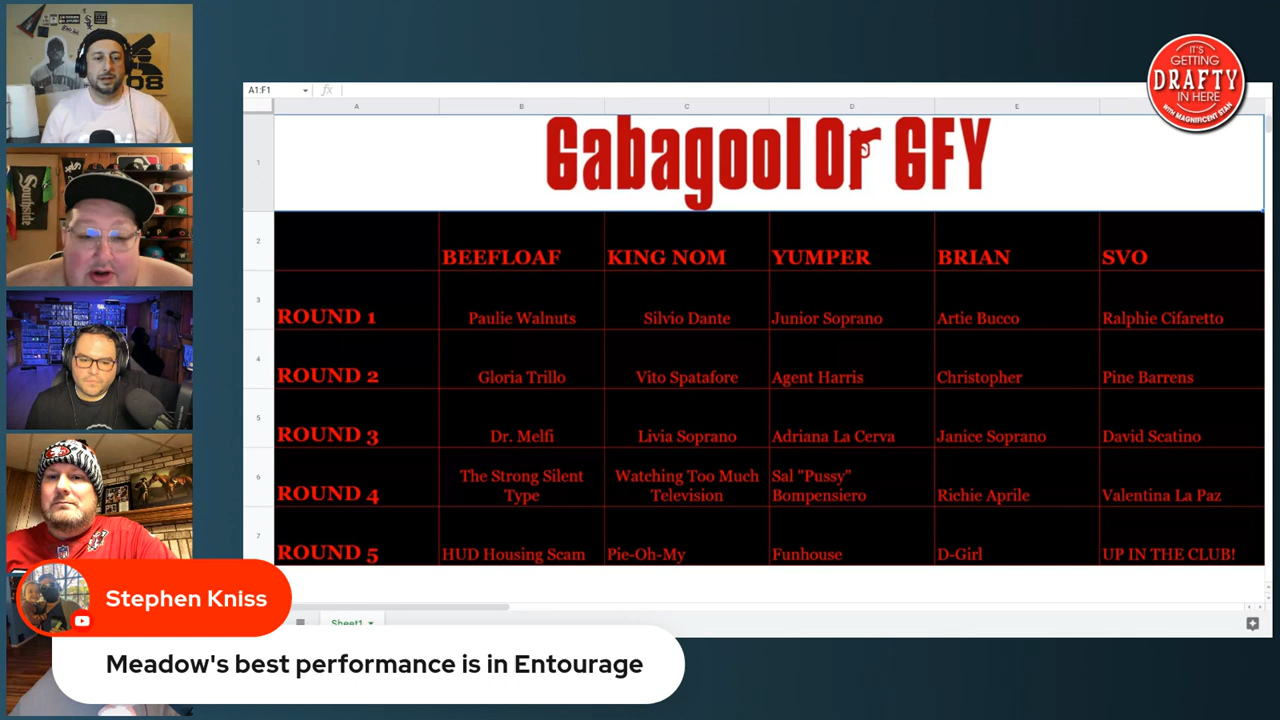 IT'S
GETTING
DRAFTY
IN HERE
WITH MAGNIFICENT STAN
A1:F1
fx
A B C D E
1
Gabagool Or GFY
2
BEEFLOAF KING NOM YUMPER BRIAN SVO
3
ROUND 1 Paulie Walnuts Silvio Dante Junior Soprano Artie Bucco Ralphie Cifaretto
4
ROUND 2 Gloria Trillo Vito Spatafore Agent Harris Christopher Pine Barrens
5
ROUND 3 Dr. Melfi Livia Soprano Adriana La Cerva Janice Soprano David Scatino
6
ROUND 4 The Strong Silent Type Watching Too Much Television Sal "Pussy" Bompensiero Richie Aprile Valentina La Paz
7
ROUND 5 HUD Housing Scam Pie-Oh-My Funhouse D-Girl UP IN THE CLUB!
Sheet1
Stephen Kniss
Meadow's best performance is in Entourage
Southside
08